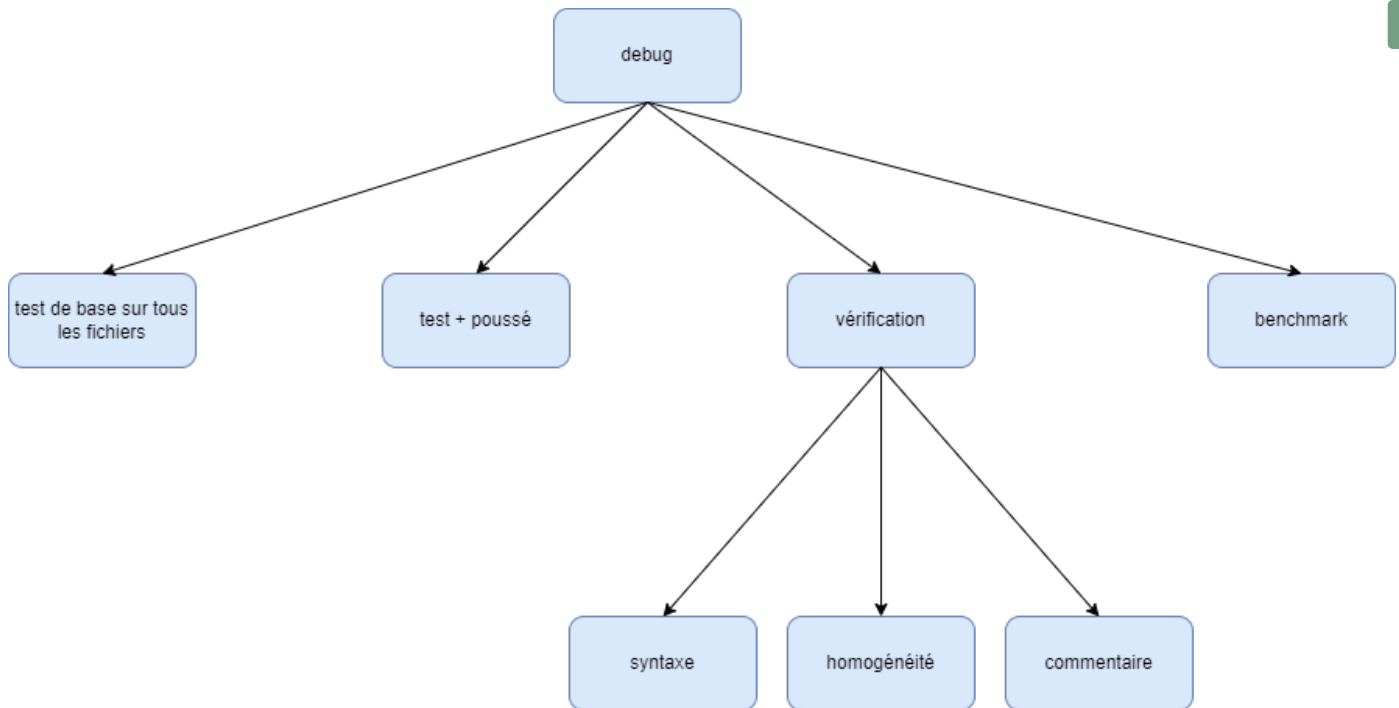 debug
test de base sur tous
les fichiers
test + poussé
vérification
benchmark
syntaxe
homogénéité
commentaire